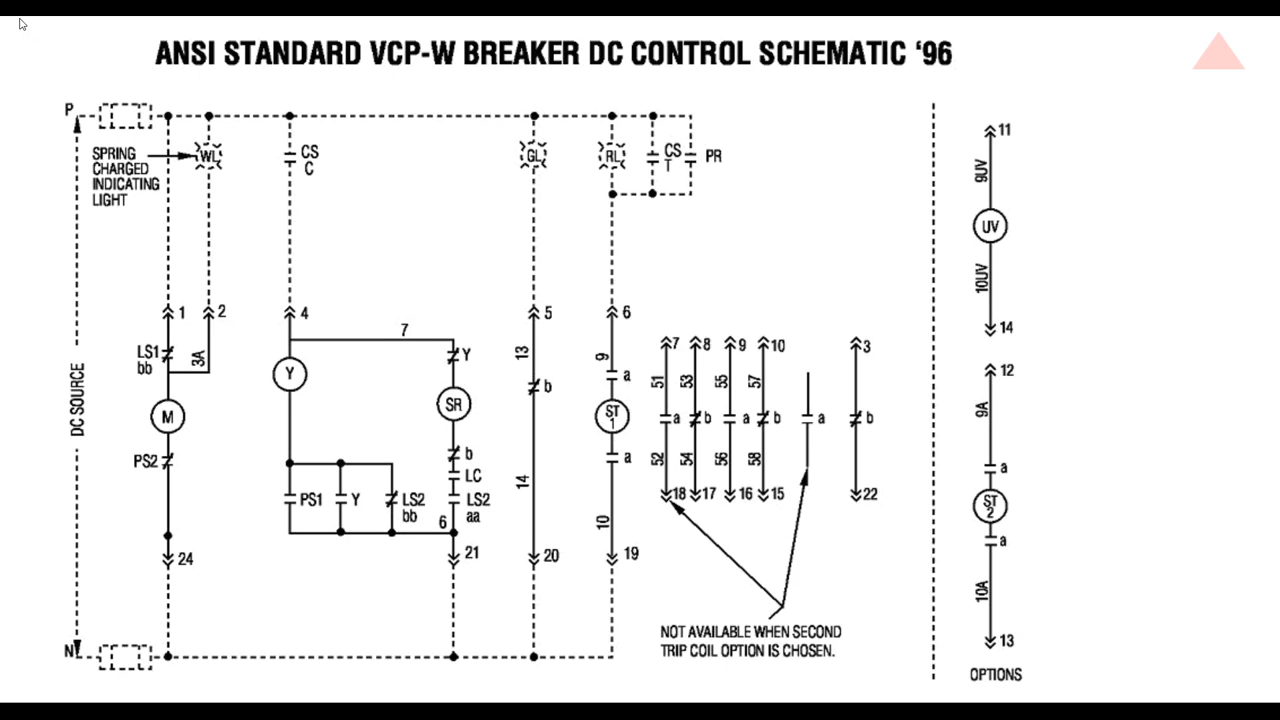 ANSI STANDARD VCP-W BREAKER DC CONTROL SCHEMATIC ‘96
P
SPRING
CHARGED
INDICATING
LIGHT
WL
CS
C
GL
RL
CS
T
PR
11
9UV
UV
10UV
14
1
2
4
5
6
LS1
bb
3A
7
Y
Y
13
b
9
a
7
8
9
10
3
12
DC SOURCE
M
SR
ST
1
51
53
55
57
a
b
a
b
a
b
9A
PS2
b
LC
a
52
54
56
58
a
PS1
Y
LS2
bb
LS2
aa
6
14
18
17
16
15
22
ST
2
a
10
24
21
20
19
10A
NOT AVAILABLE WHEN SECOND
TRIP COIL OPTION IS CHOSEN.
13
N
OPTIONS